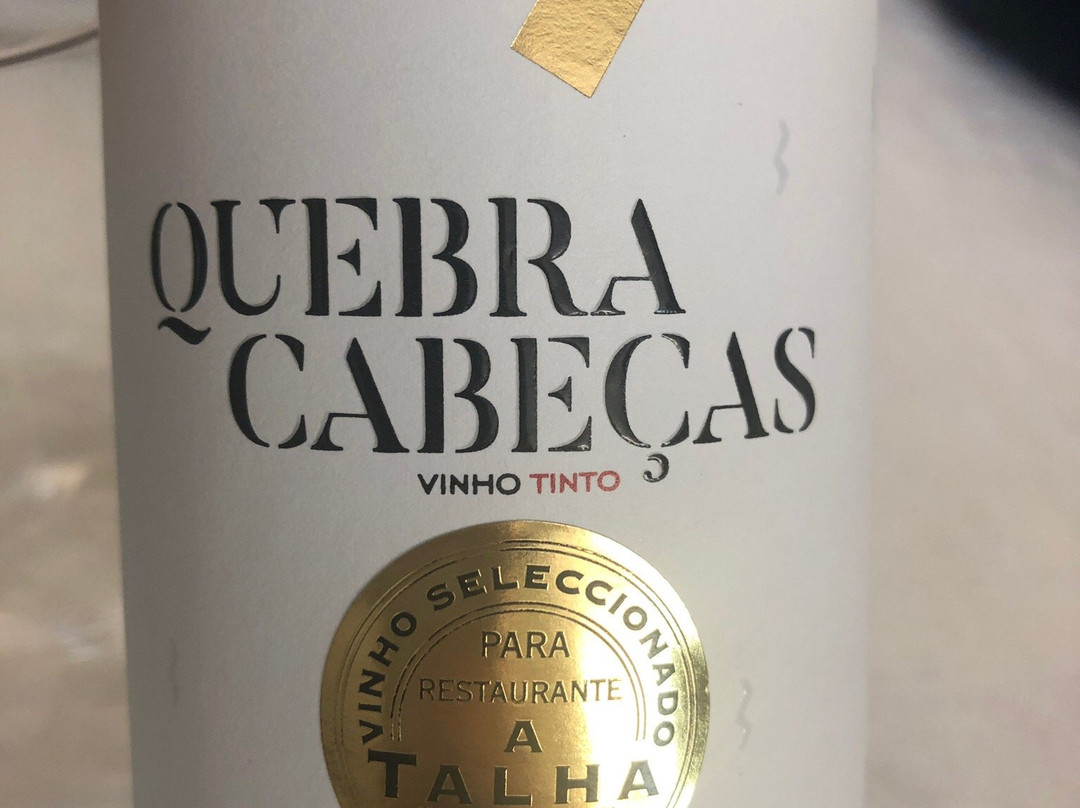 QUEBRA
CABEÇAS
VINHO TINTO
VINHO SELECCIONADO
PARA
RESTAURANTE
A
TALHA